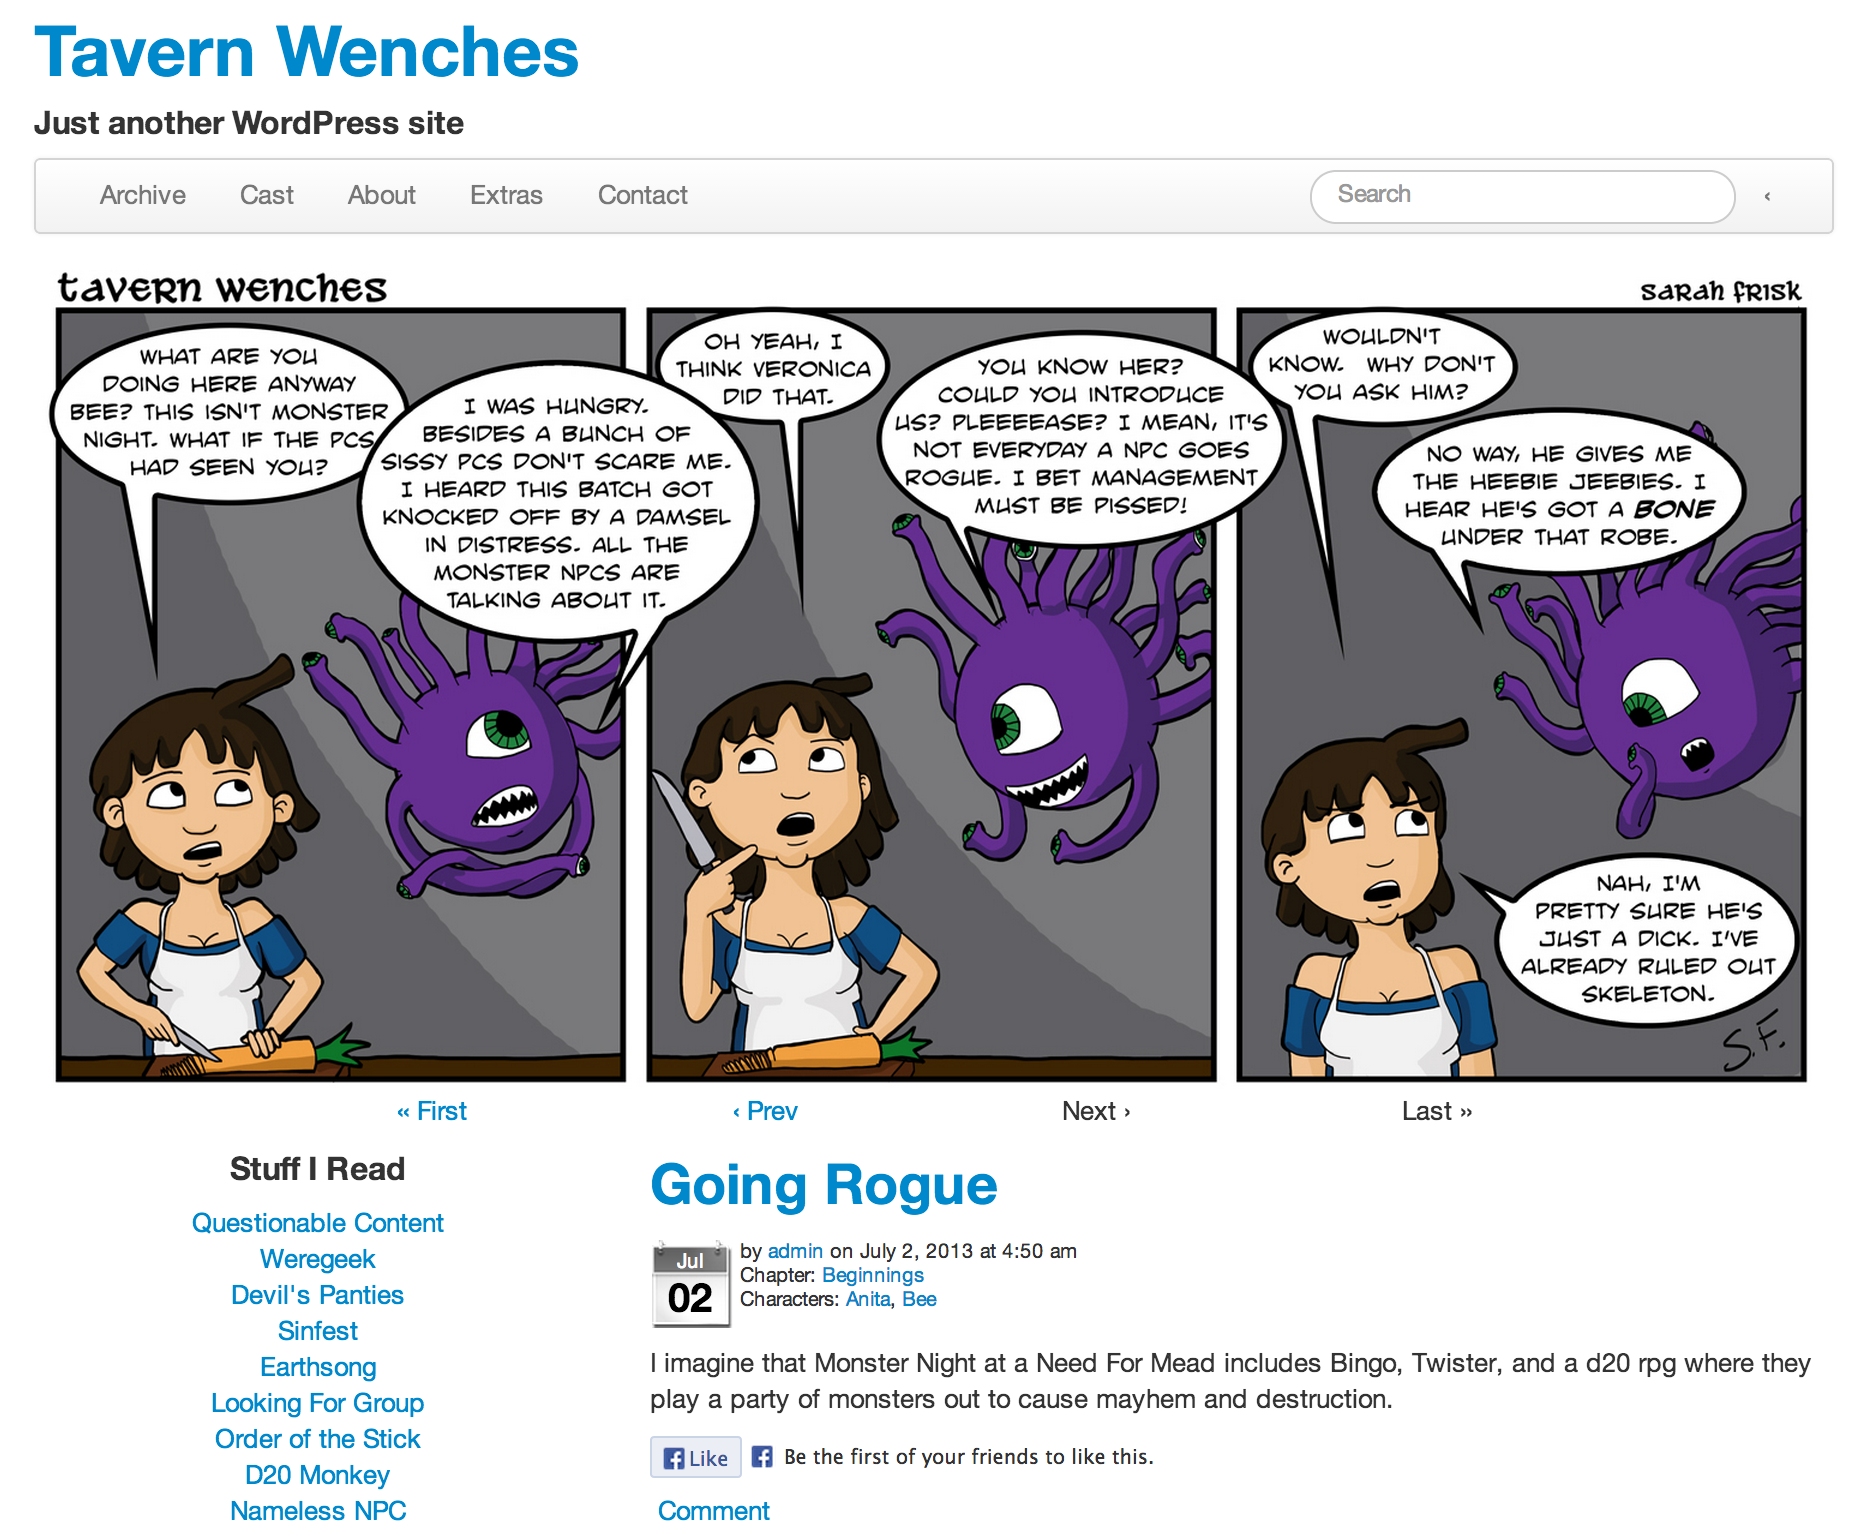 Tavern Wenches
Just another WordPress site
Archive Cast About Extras Contact Search ‹
Tavern Wenches
Sarah Frisk
WHAT ARE YOU
DOING HERE ANYWAY
BEE? THIS ISN'T MONSTER
NIGHT. WHAT IF THE PCS
HAD SEEN YOU?
I WAS HUNGRY.
BESIDES A BUNCH OF
SISSY PCS DON'T SCARE ME.
I HEARD THIS BATCH GOT
KNOCKED OFF BY A DAMSEL
IN DISTRESS. ALL THE
MONSTER NPCS ARE
TALKING ABOUT IT.
OH YEAH, I
THINK VERONICA
DID THAT.
YOU KNOW HER?
COULD YOU INTRODUCE
US? PLEEEEASE? I MEAN, IT'S
NOT EVERYDAY A NPC GOES
ROGUE. I BET MANAGEMENT
MUST BE PISSED!
WOULDN'T
KNOW. WHY DON'T
YOU ASK HIM?
NO WAY, HE GIVES ME
THE HEEBIE JEEBIES. I
HEAR HE'S GOT A BONE
UNDER THAT ROBE.
NAH, I'M
PRETTY SURE HE'S
JUST A DICK. I'VE
ALREADY RULED OUT
SKELETON.
S.F.
« First ‹ Prev Next › Last »
Stuff I Read
Questionable Content
Weregeek
Devil's Panties
Sinfest
Earthsong
Looking For Group
Order of the Stick
D20 Monkey
Nameless NPC
Going Rogue
Jul
02
by admin on July 2, 2013 at 4:50 am
Chapter: Beginnings
Characters: Anita, Bee
I imagine that Monster Night at a Need For Mead includes Bingo, Twister, and a d20 rpg where they
play a party of monsters out to cause mayhem and destruction.
Like Be the first of your friends to like this.
Comment